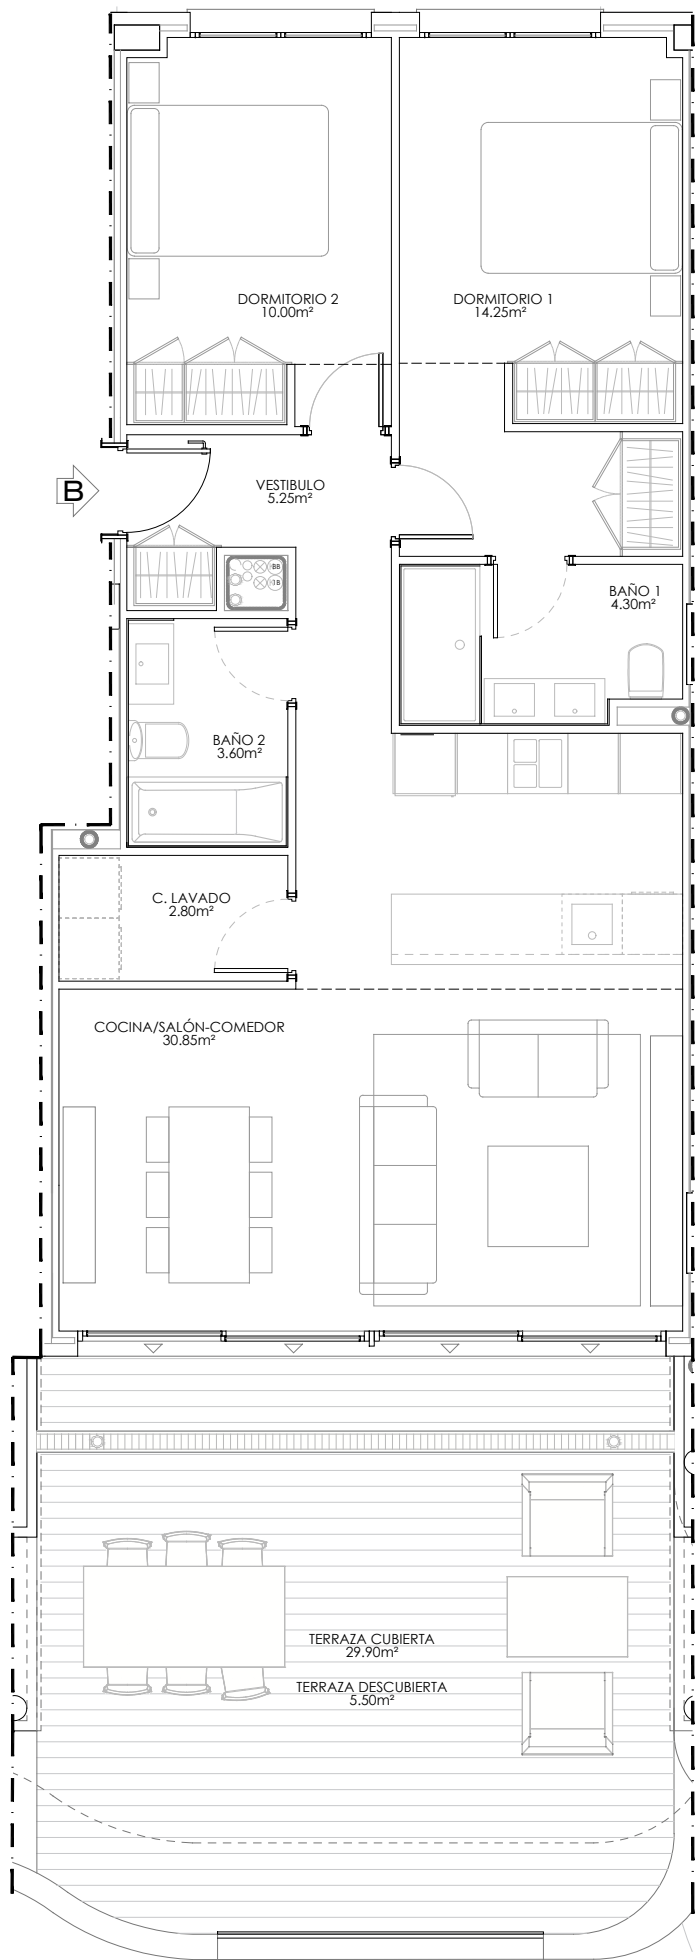 DORMITORIO 2
10.00m²
DORMITORIO 1
14.25m²
B
VESTIBULO
5.25m²
BB
IB
BAÑO 1
4.30m²
BAÑO 2
3.60m²
C. LAVADO
2.80m²
COCINA/SALÓN-COMEDOR
30.85m²
TERRAZA CUBIERTA
29.90m²
TERRAZA DESCUBIERTA
5.50m²